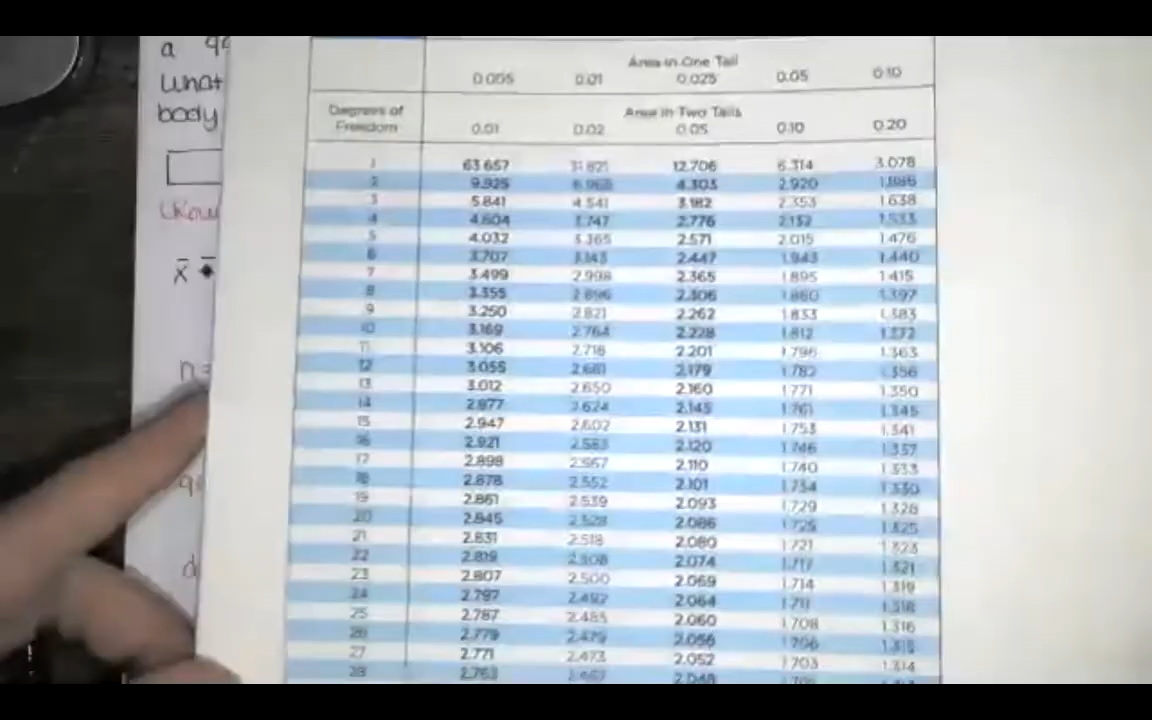 a
What
body
x̄
n =
Area in One Tail
0.005 0.01 0.025 0.05 0.10
Degrees of Freedom
Area in Two Tails
0.01 0.02 0.05 0.10 0.20
1 63.657 31.821 12.706 6.314 3.078
2 9.925 6.965 4.303 2.920 1.886
3 5.841 4.541 3.182 2.353 1.638
4 4.604 3.747 2.776 2.132 1.533
5 4.032 3.365 2.571 2.015 1.476
6 3.707 3.143 2.447 1.943 1.440
7 3.499 2.998 2.365 1.895 1.415
8 3.355 2.896 2.306 1.860 1.397
9 3.250 2.821 2.262 1.833 1.383
10 3.169 2.764 2.228 1.812 1.372
11 3.106 2.718 2.201 1.796 1.363
12 3.055 2.681 2.179 1.782 1.356
13 3.012 2.650 2.160 1.771 1.350
14 2.977 2.624 2.145 1.761 1.345
15 2.947 2.602 2.131 1.753 1.341
16 2.921 2.583 2.120 1.746 1.337
17 2.898 2.567 2.110 1.740 1.333
18 2.878 2.552 2.101 1.734 1.330
19 2.861 2.539 2.093 1.729 1.328
20 2.845 2.528 2.086 1.725 1.325
21 2.831 2.518 2.080 1.721 1.323
22 2.819 2.508 2.074 1.717 1.321
23 2.807 2.500 2.069 1.714 1.319
24 2.797 2.492 2.064 1.711 1.318
25 2.787 2.485 2.060 1.708 1.316
26 2.779 2.479 2.056 1.706 1.315
27 2.771 2.473 2.052 1.703 1.314
28 2.763 2.467 2.048